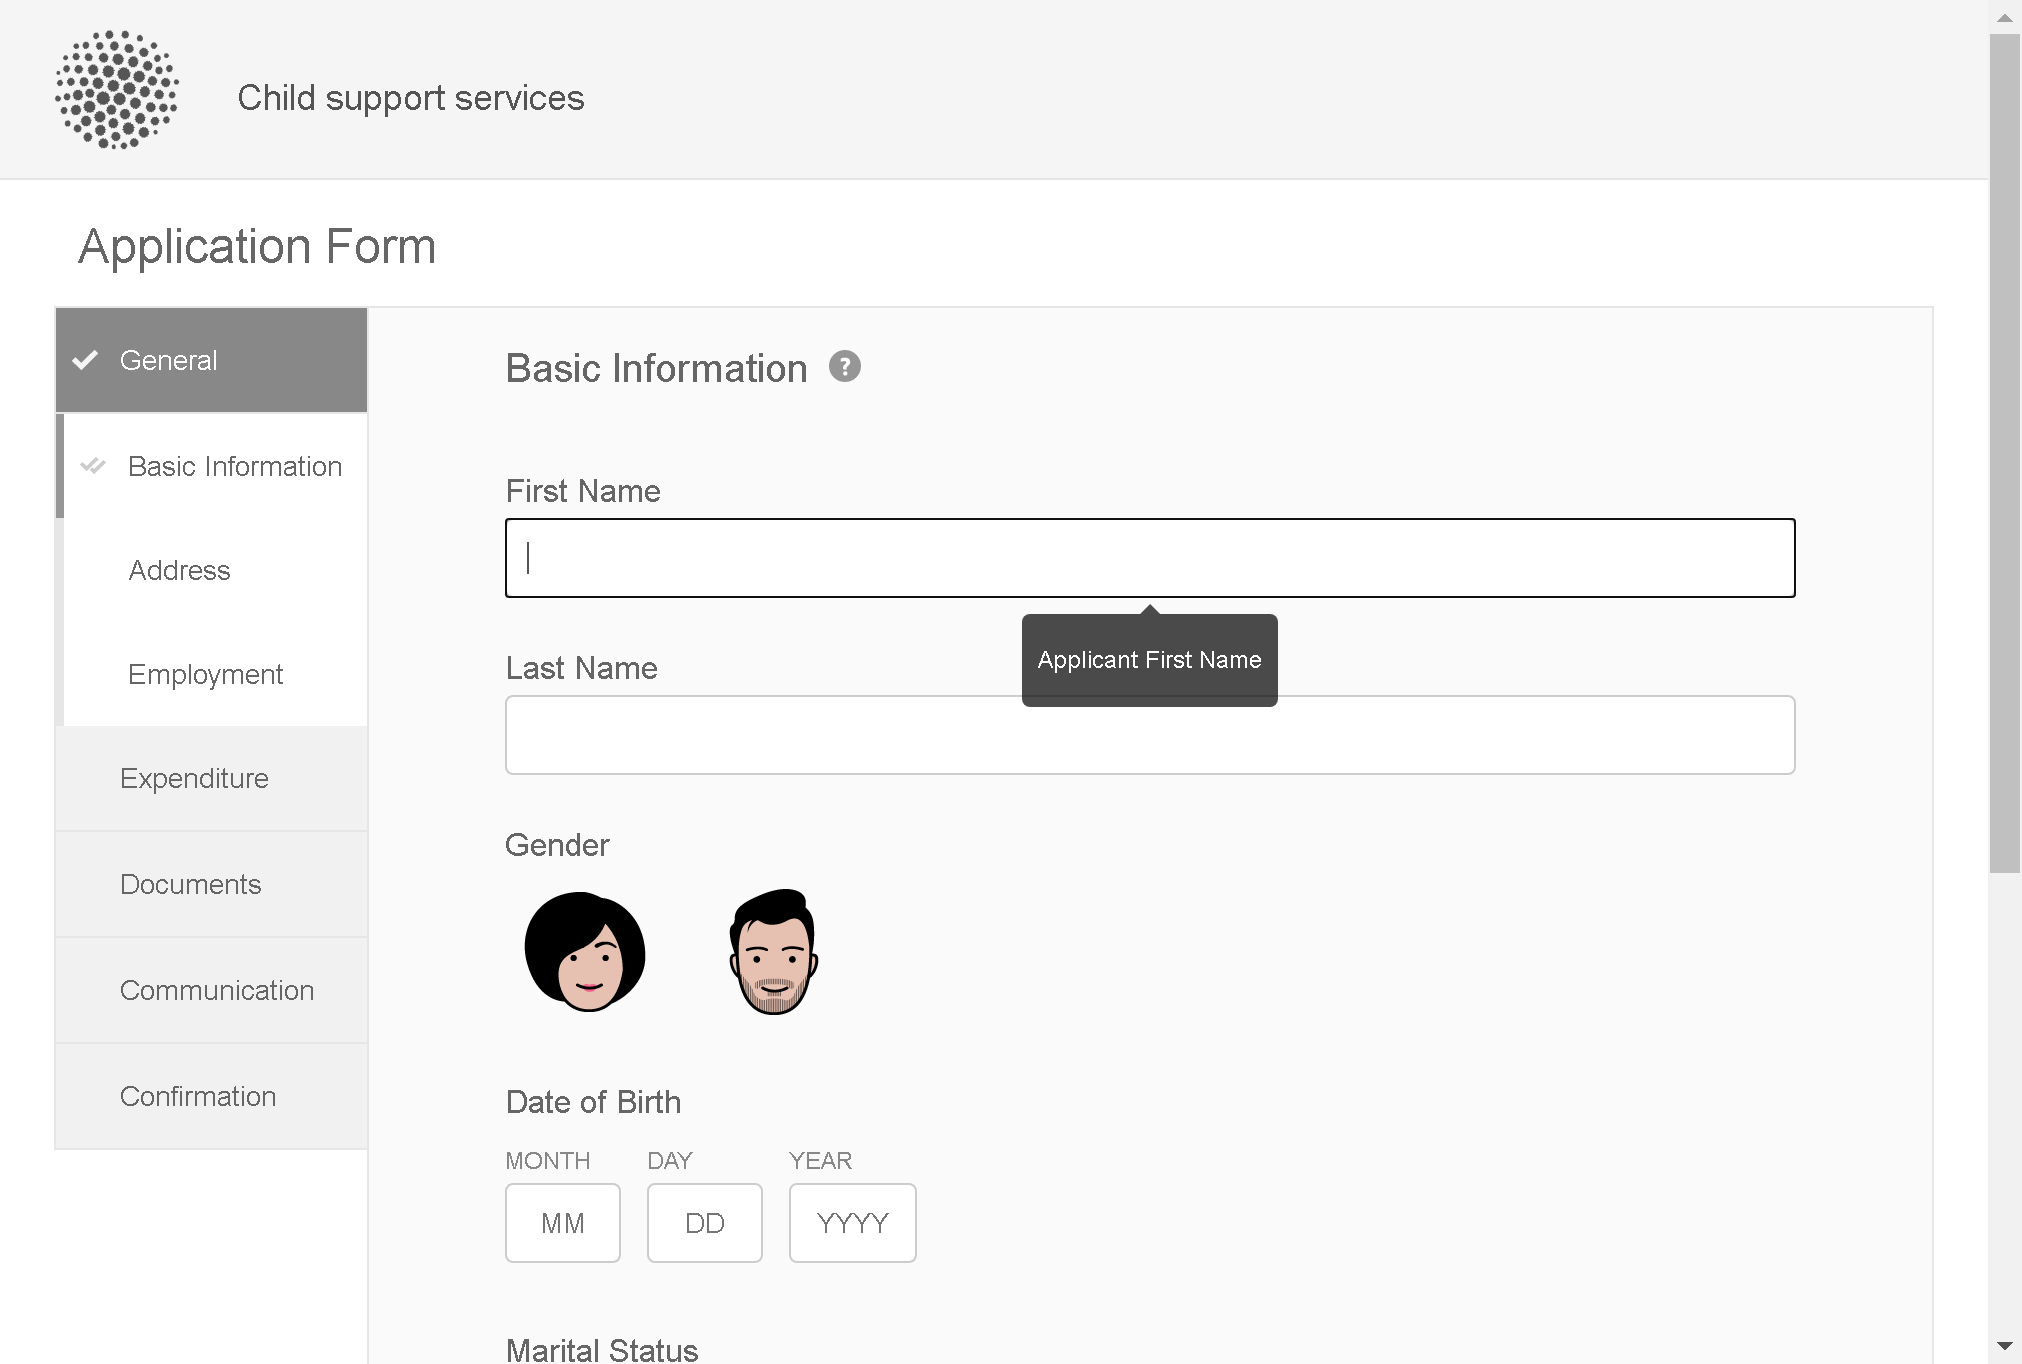 Child support services
Application Form
General
Basic Information
Address
Employment
Expenditure
Documents
Communication
Confirmation
Basic Information ?
First Name
Applicant First Name
Last Name
Gender
Date of Birth
MONTH DAY YEAR
MM DD YYYY
Marital Status